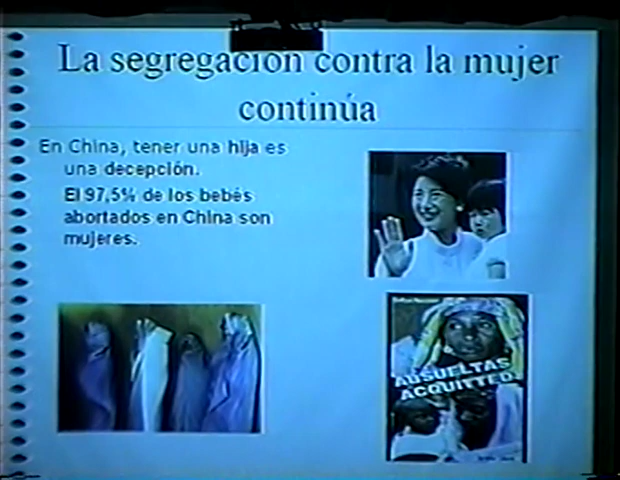 La segregación contra la mujer
continúa
En China, tener una hija es
una decepción.
El 97,5% de los bebés
abortados en China son
mujeres.
ABSUELTAS
ACQUITTED